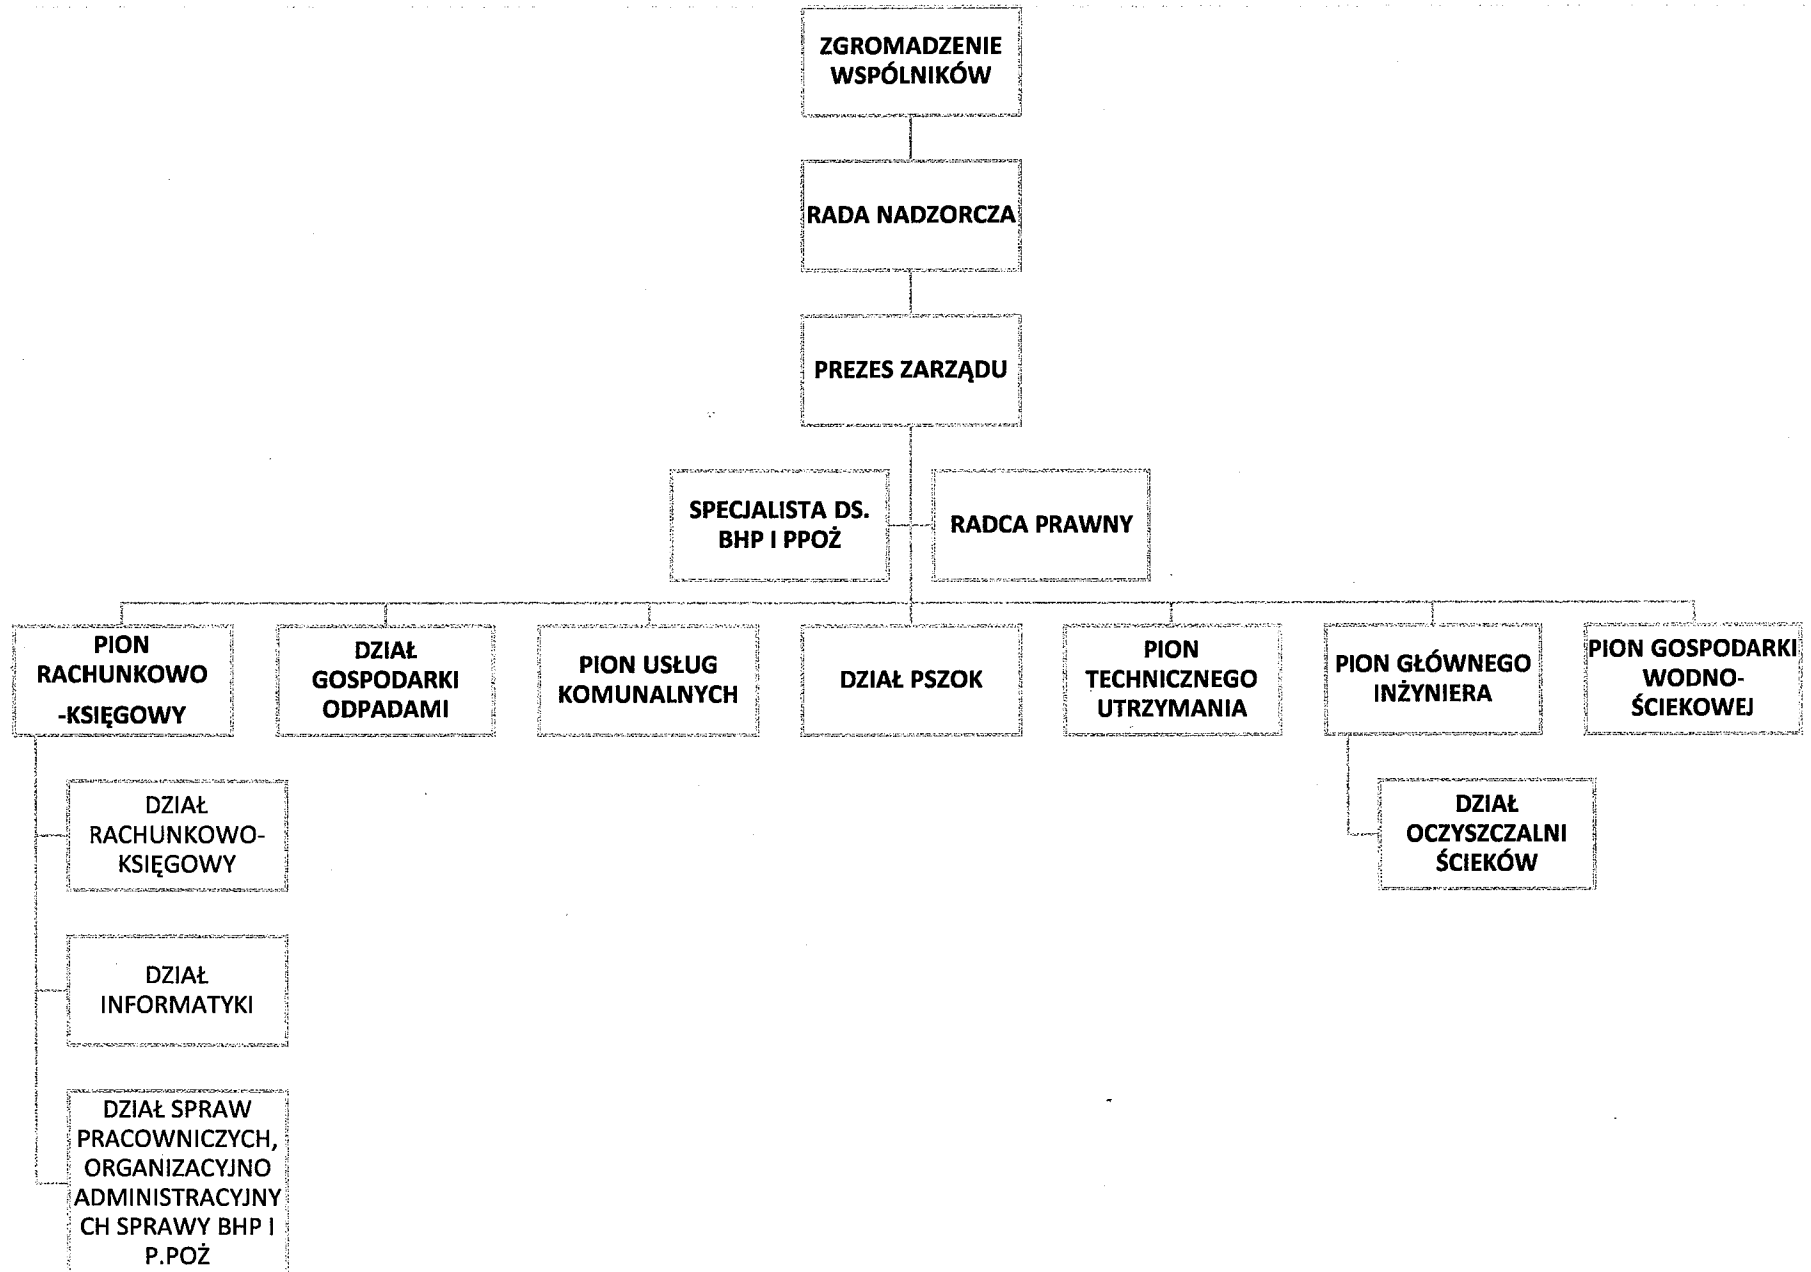 ZGROMADZENIE
WSPÓLNIKÓW
RADA NADZORCZA
PREZES ZARZĄDU
SPECJALISTA DS.
BHP I PPOŻ
RADCA PRAWNY
PION
RACHUNKOWO
-KSIĘGOWY
DZIAŁ
GOSPODARKI
ODPADAMI
PION USŁUG
KOMUNALNYCH
DZIAŁ PSZOK
PION
TECHNICZNEGO
UTRZYMANIA
PION GŁÓWNEGO
INŻYNIERA
PION GOSPODARKI
WODNO-
ŚCIEKOWEJ
DZIAŁ
RACHUNKOWO-
KSIĘGOWY
DZIAŁ
OCZYSZCZALNI
ŚCIEKÓW
DZIAŁ
INFORMATYKI
DZIAŁ SPRAW
PRACOWNICZYCH,
ORGANIZACYJNO
ADMINISTRACYJNY
CH SPRAWY BHP I
P.POŻ